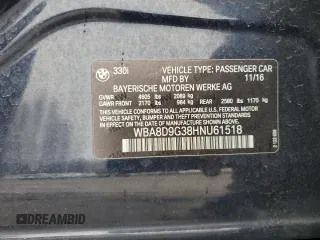 330i VEHICLE TYPE: PASSENGER CAR
MFD BY 11/16
BAYERISCHE MOTOREN WERKE AG
GVWR 4605 lbs 2089 kg
GAWR FRONT 2170 lbs 984 kg REAR 2580 lbs 1170 kg
THIS VEHICLE CONFORMS TO ALL APPLICABLE
FEDERAL MOTOR VEHICLE SAFETY, BUMPER
AND THEFT PREVENTION STANDARDS IN EFFECT
ON THE DATE OF MANUFACTURE SHOWN ABOVE.
WBA8D9G38HNU61518
DREAMBID